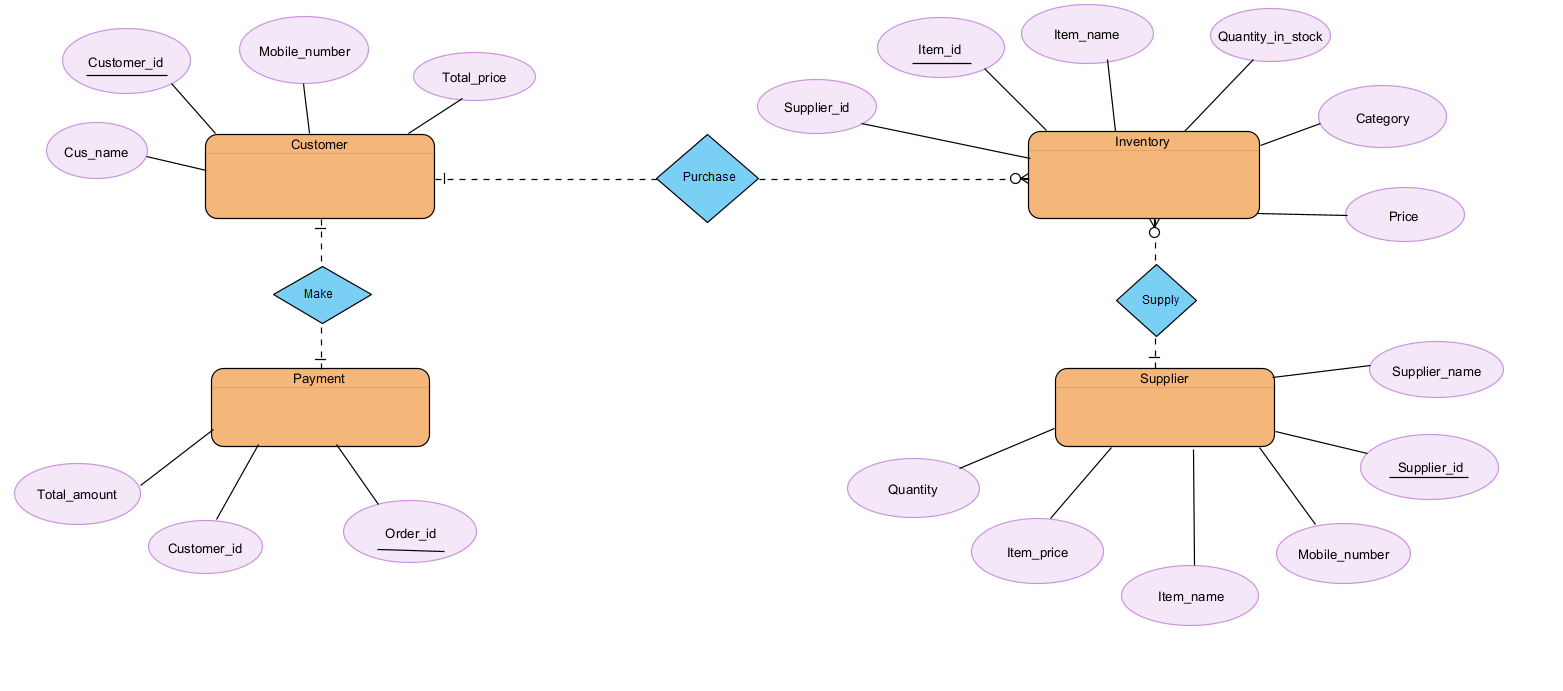 Customer_id
Mobile_number
Total_price
Cus_name
Customer
Purchase
Supplier_id
Item_id
Item_name
Quantity_in_stock
Category
Price
Inventory
Make
Supply
Payment
Total_amount
Customer_id
Order_id
Supplier
Supplier_name
Supplier_id
Mobile_number
Item_name
Item_price
Quantity